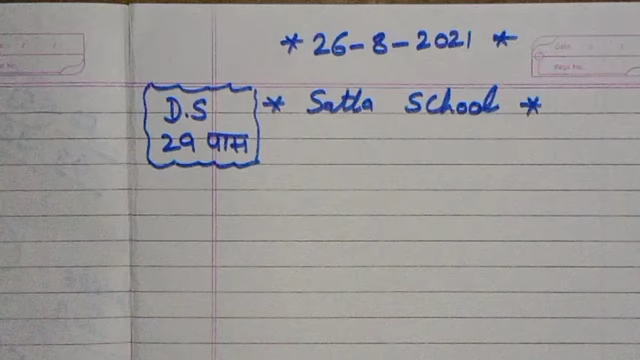 * 26-8-2021 *
* Satta School *
D.S
29 पास